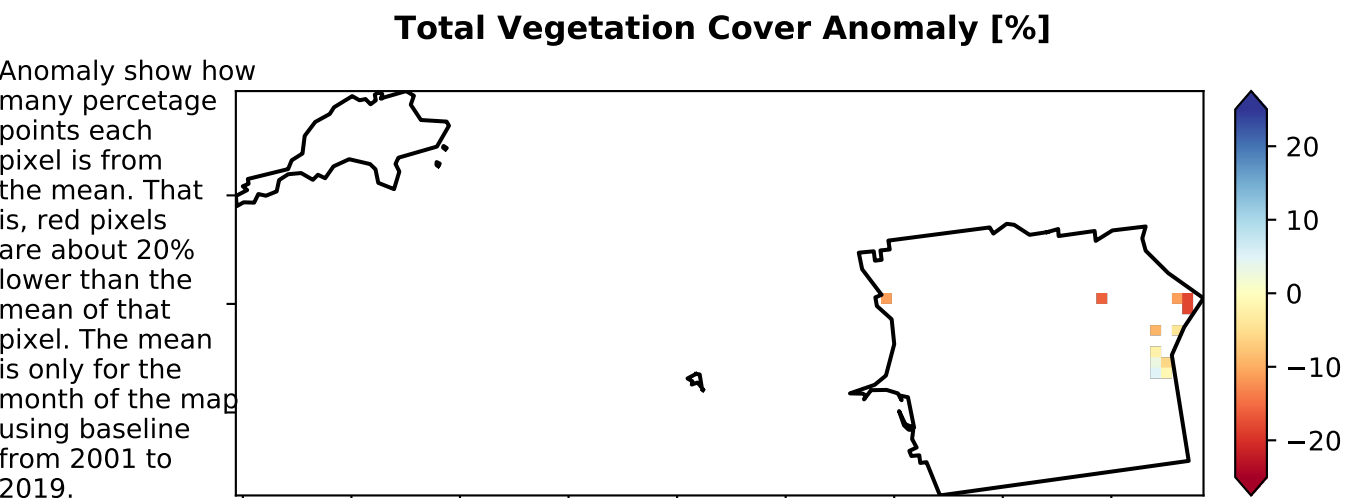 Total Vegetation Cover Anomaly [%]
Anomaly show how
many percetage
points each
pixel is from
the mean. That
is, red pixels
are about 20%
lower than the
mean of that
pixel. The mean
is only for the
month of the map
using baseline
from 2001 to
2019.
20
10
0
−10
−20